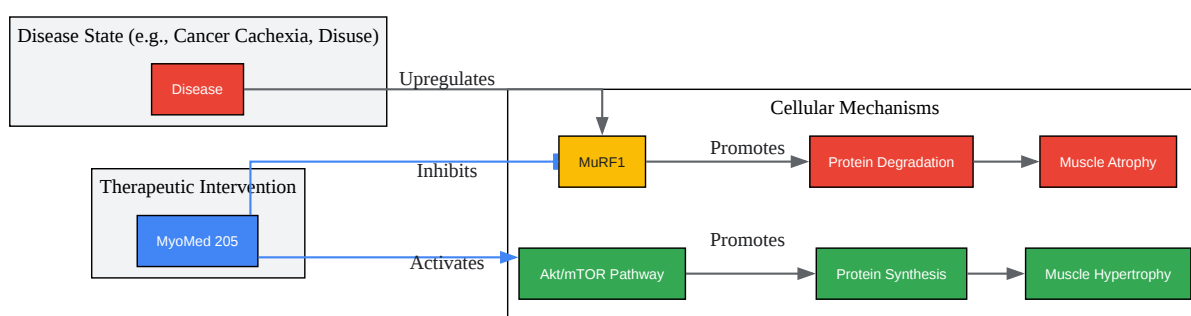 Disease State (e.g., Cancer Cachexia, Disuse)
Disease
Upregulates
Cellular Mechanisms
MuRF1
Promotes
Protein Degradation
Muscle Atrophy
Inhibits
Therapeutic Intervention
MyoMed 205
Activates
Akt/mTOR Pathway
Promotes
Protein Synthesis
Muscle Hypertrophy